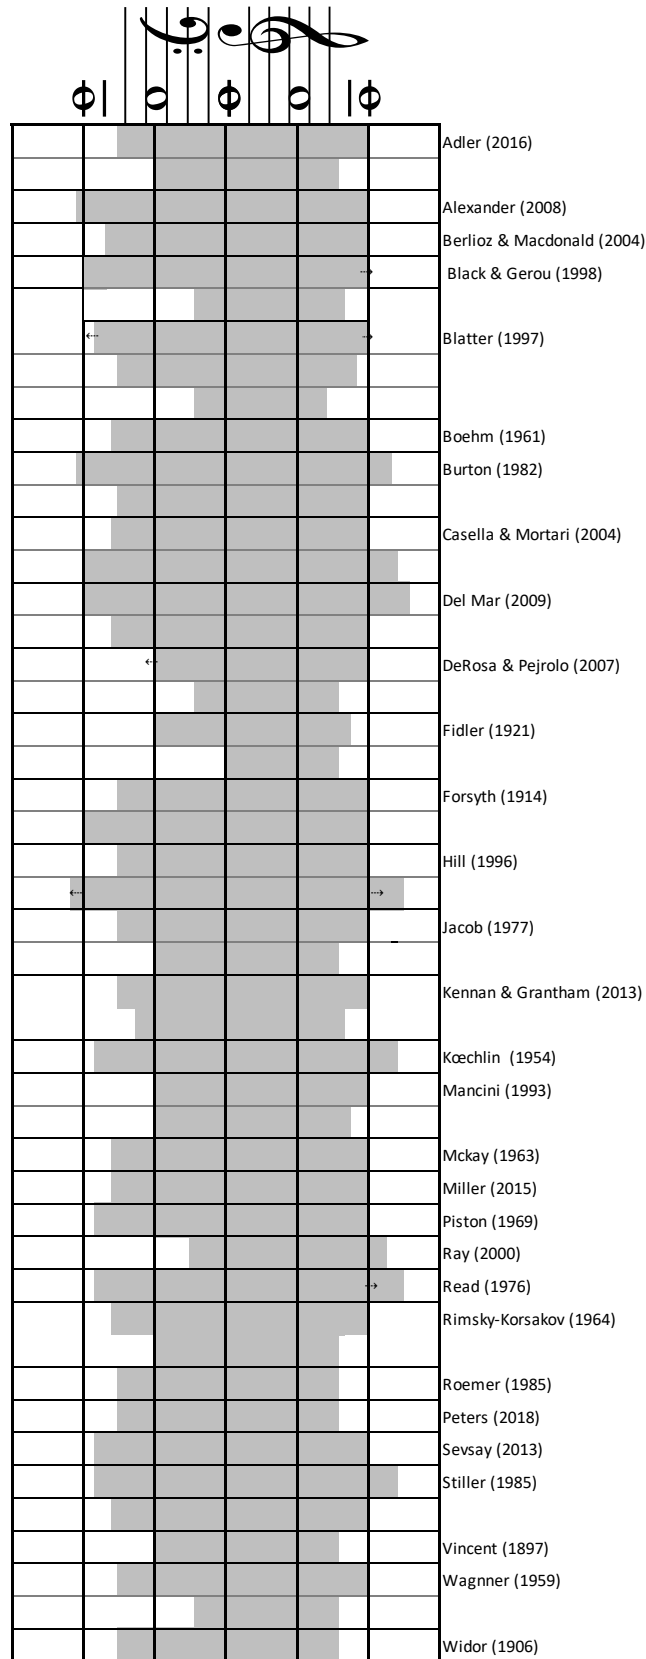 Adler (2016)
Alexander (2008)
Berlioz & Macdonald (2004)
Black & Gerou (1998)
Blatter (1997)
Boehm (1961)
Burton (1982)
Casella & Mortari (2004)
Del Mar (2009)
DeRosa & Pejrolo (2007)
Fidler (1921)
Forsyth (1914)
Hill (1996)
Jacob (1977)
Kennan & Grantham (2013)
Kœchlin (1954)
Mancini (1993)
Mckay (1963)
Miller (2015)
Piston (1969)
Ray (2000)
Read (1976)
Rimsky-Korsakov (1964)
Roemer (1985)
Peters (2018)
Sevsay (2013)
Stiller (1985)
Vincent (1897)
Wagnner (1959)
Widor (1906)